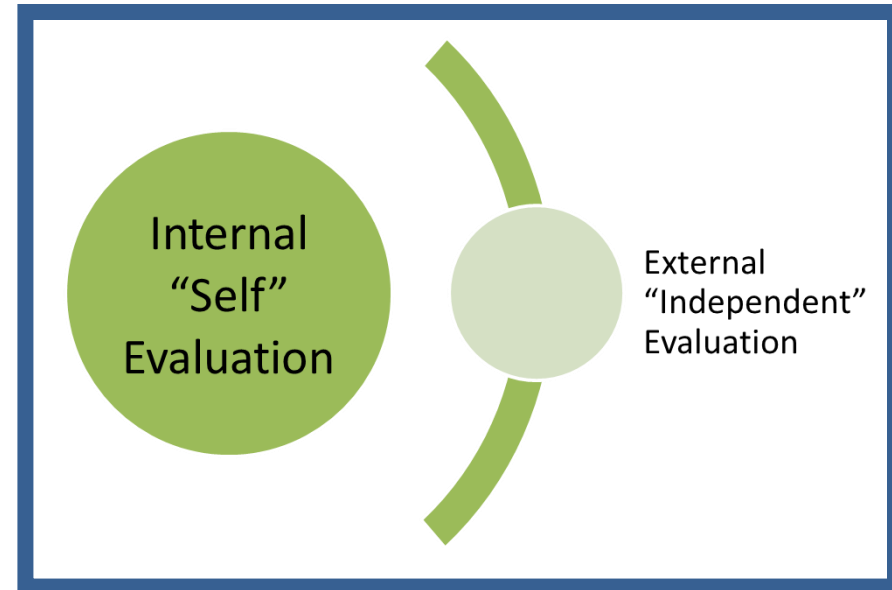 Internal
“Self”
Evaluation
External
“Independent”
Evaluation